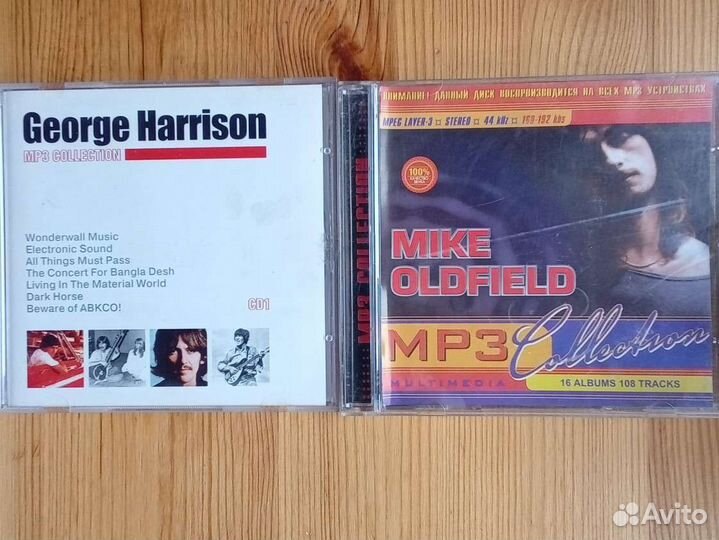 George Harrison
MP3 COLLECTION
Wonderwall Music
Electronic Sound
All Things Must Pass
The Concert For Bangla Desh
Living In The Material World
Dark Horse
Beware of ABKCO!
CD1
MP3 COLLECTION
ВНИМАНИЕ! ДАННЫЙ ДИСК ВОСПРОИЗВОДИТСЯ НА ВСЕХ MP3 УСТРОЙСТВАХ
MPEG LAYER-3 STEREO 44 kHz 160-192 kbs
100%
КАЧЕСТВО
MIKE
OLDFIELD
MP3 Collection
MULTIMEDIA
16 ALBUMS 108 TRACKS
Avito